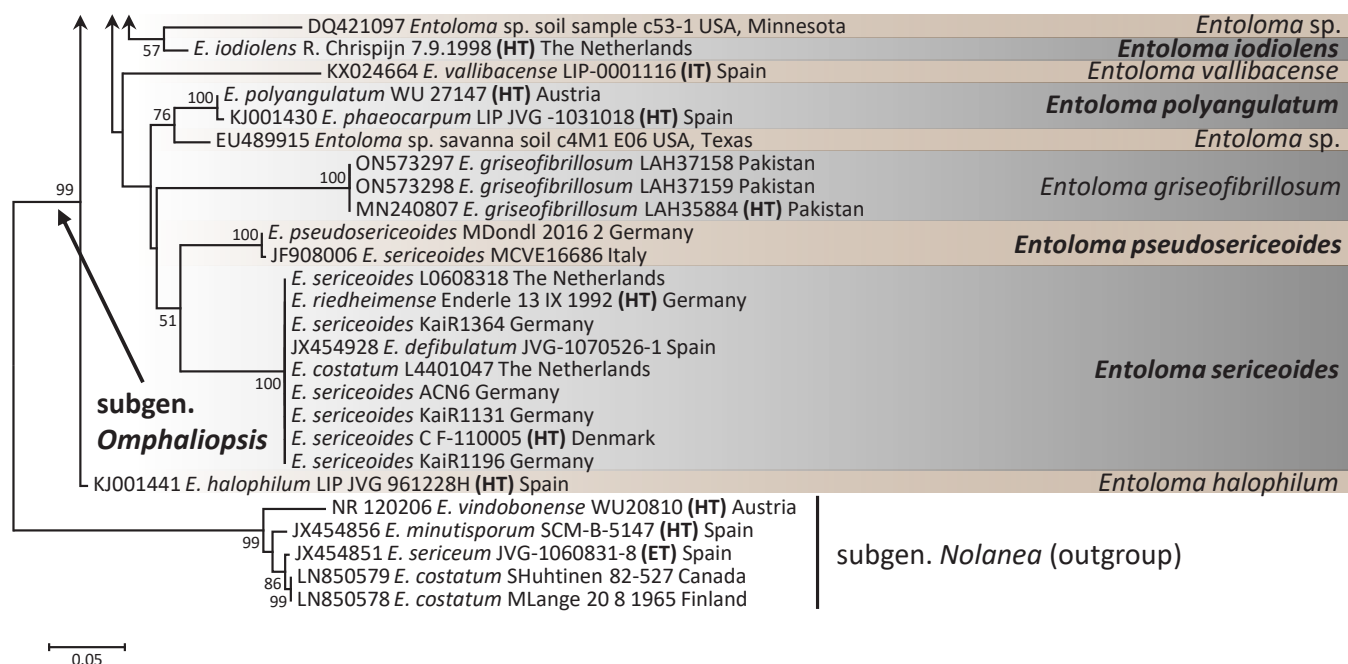 DQ421097 Entoloma sp. soil sample c53-1 USA, Minnesota
Entoloma sp.
57
E. iodiolens R. Chrispijn 7.9.1998 (HT) The Netherlands
Entoloma iodiolens
KX024664 E. vallibacense LIP-0001116 (IT) Spain
Entoloma vallibacense
100
E. polyangulatum WU 27147 (HT) Austria
Entoloma polyangulatum
76
KJ001430 E. phaeocarpum LIP JVG -1031018 (HT) Spain
EU489915 Entoloma sp. savanna soil c4M1 E06 USA, Texas
Entoloma sp.
ON573297 E. griseofibrillosum LAH37158 Pakistan
100
ON573298 E. griseofibrillosum LAH37159 Pakistan
Entoloma griseofibrillosum
99
MN240807 E. griseofibrillosum LAH35884 (HT) Pakistan
100
E. pseudosericeoides MDondl 2016 2 Germany
Entoloma pseudosericeoides
JF908006 E. sericeoides MCVE16686 Italy
E. sericeoides L0608318 The Netherlands
E. riedheimense Enderle 13 IX 1992 (HT) Germany
51
E. sericeoides KaiR1364 Germany
JX454928 E. defibulatum JVG-1070526-1 Spain
E. costatum L4401047 The Netherlands
Entoloma sericeoides
100
E. sericeoides ACN6 Germany
E. sericeoides KaiR1131 Germany
E. sericeoides C F-110005 (HT) Denmark
E. sericeoides KaiR1196 Germany
subgen.
Omphaliopsis
KJ001441 E. halophilum LIP JVG 961228H (HT) Spain
Entoloma halophilum
NR 120206 E. vindobonense WU20810 (HT) Austria
JX454856 E. minutisporum SCM-B-5147 (HT) Spain
99
JX454851 E. sericeum JVG-1060831-8 (ET) Spain
subgen. Nolanea (outgroup)
86
LN850579 E. costatum SHuhtinen 82-527 Canada
99
LN850578 E. costatum MLange 20 8 1965 Finland
0.05